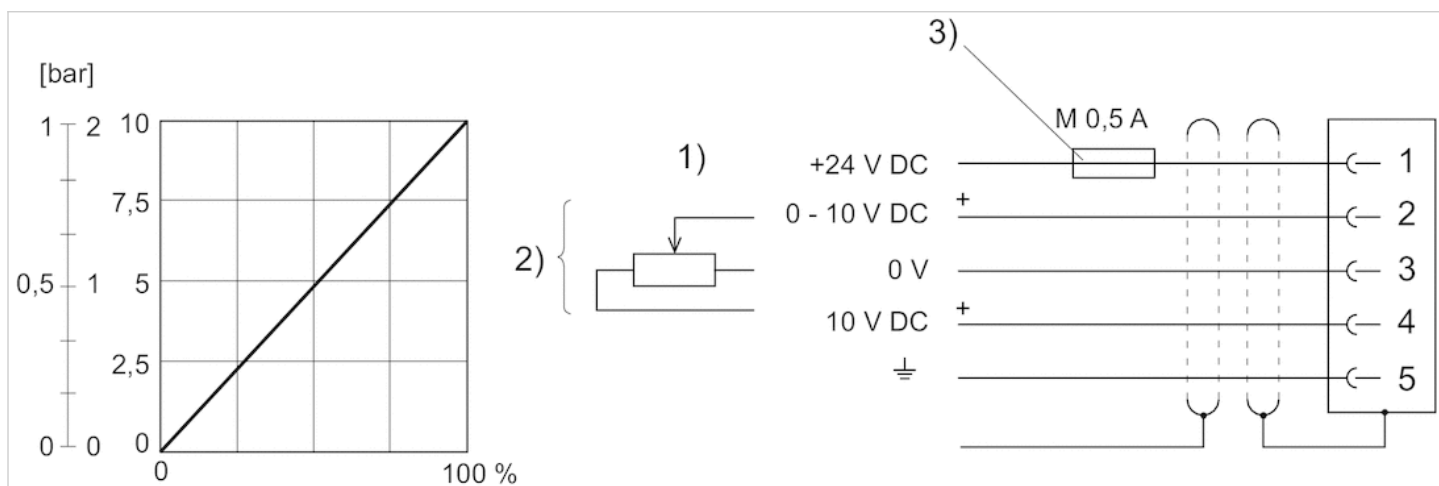 [bar]
1 2 10
7,5
0,5 1 5
2,5
0 0 0
0 100 %
1)
2)
3)
M 0,5 A
+24 V DC 1
0 - 10 V DC + 2
0 V 3
10 V DC + 4
5